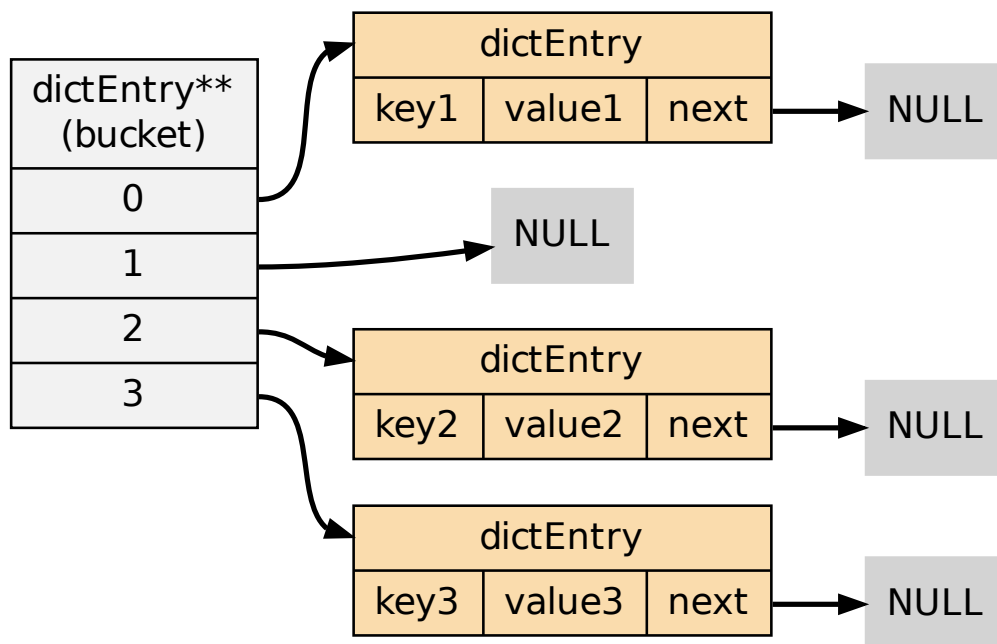 dictEntry**
(bucket)
0
1
2
3
dictEntry
key1 value1 next
NULL
NULL
dictEntry
key2 value2 next
NULL
dictEntry
key3 value3 next
NULL